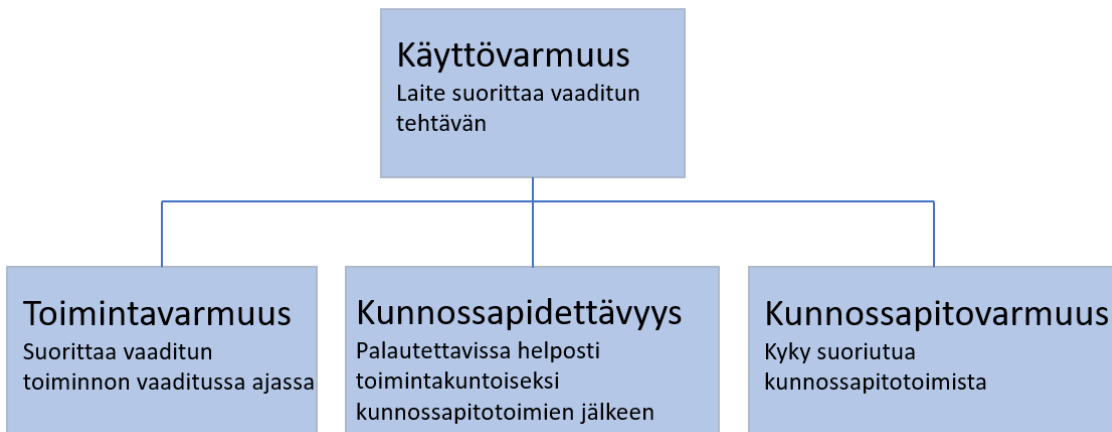 Käyttövarmuus
Laite suorittaa vaaditun
tehtävän
Toimintavarmuus
Suorittaa vaaditun
toiminnon vaaditussa ajassa
Kunnossapidettävyys
Palautettavissa helposti
toimintakuntoiseksi
kunnossapitotoimien jälkeen
Kunnossapitovarmuus
Kyky suoriutua
kunnossapitotoimista